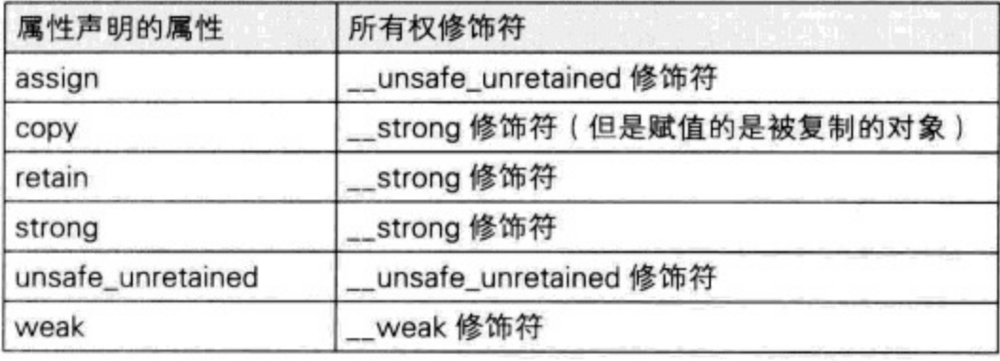 属性声明的属性 所有权修饰符
assign __unsafe_unretained 修饰符
copy __strong 修饰符（但是赋值的是被复制的对象）
retain __strong 修饰符
strong __strong 修饰符
unsafe_unretained __unsafe_unretained 修饰符
weak __weak 修饰符